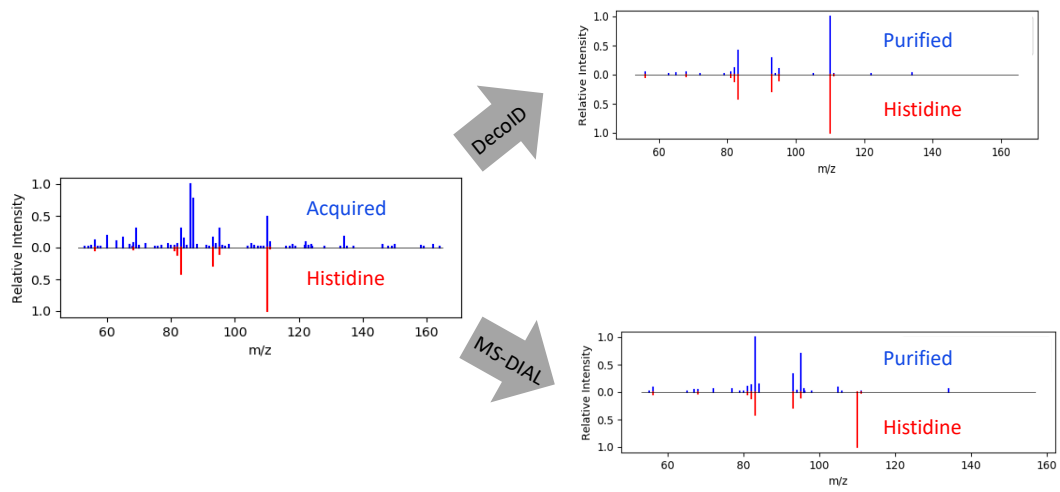 1.0
0.5
0.0
0.5
1.0
Relative Intensity
Purified
Histidine
60 80 100 120 140 160
m/z
DecoID
1.0
0.5
0.0
0.5
1.0
Relative Intensity
Acquired
Histidine
60 80 100 120 140 160
m/z
MS-DIAL
1.0
0.5
0.0
0.5
1.0
Relative Intensity
Purified
Histidine
60 80 100 120 140 160
m/z